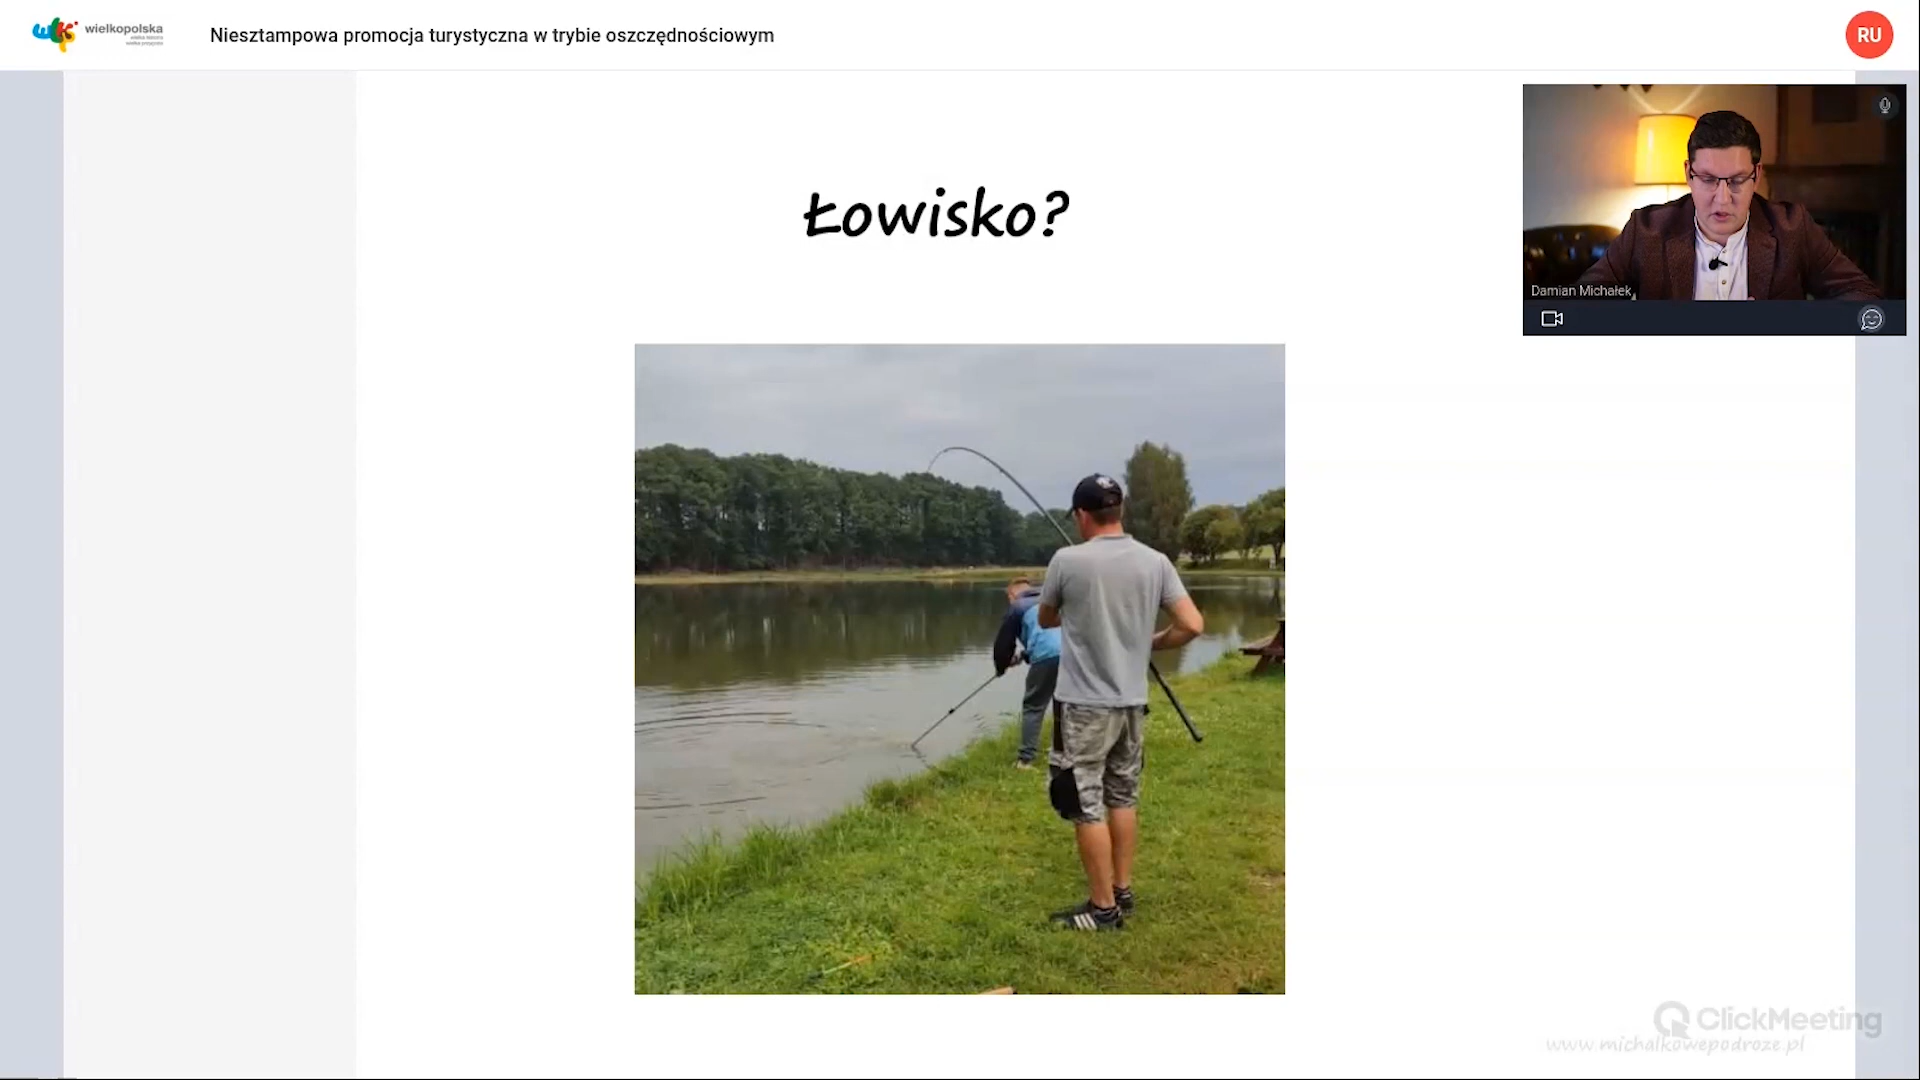 wielkopolska
Niesztampowa promocja turystyczna w trybie oszczędnościowym
RU
Łowisko?
Damian Michałek
ClickMeeting
www.michalkowepodroze.pl